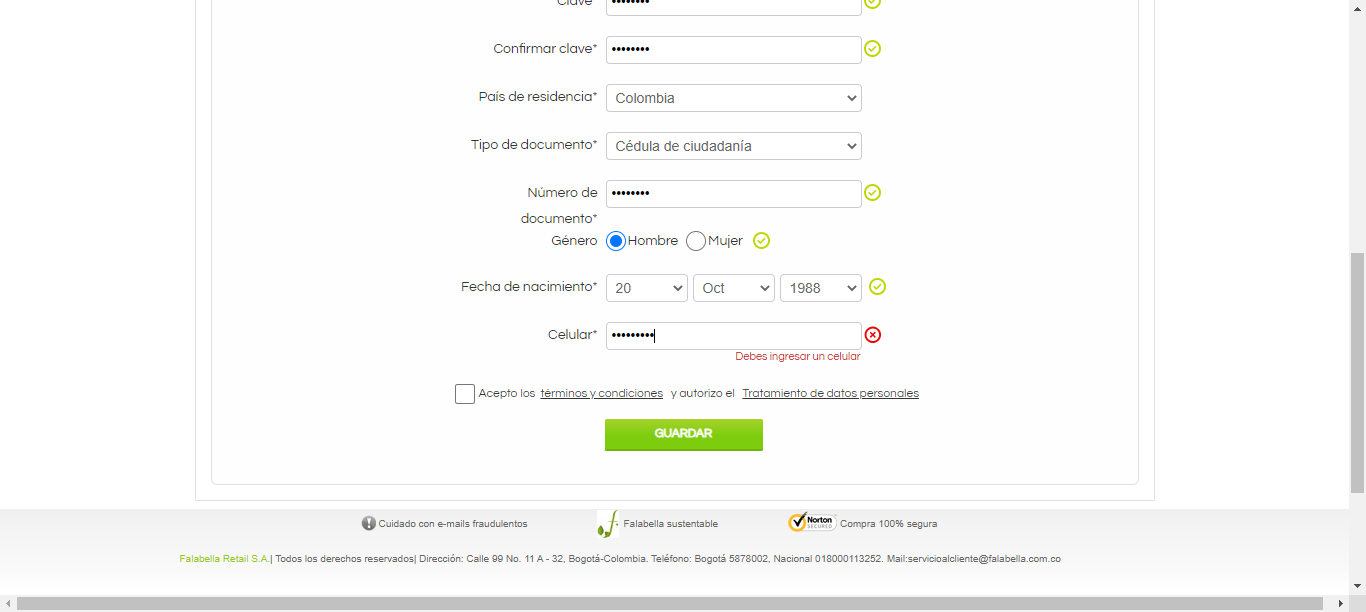 Clave
••••••••
Confirmar clave* ••••••••
País de residencia* Colombia
Tipo de documento* Cédula de ciudadanía
Número de documento* ••••••••
Género Hombre Mujer
Fecha de nacimiento* 20 Oct 1988
Celular* •••••••••
Debes ingresar un celular
Acepto los términos y condiciones y autorizo el Tratamiento de datos personales
GUARDAR
Cuidado con e-mails fraudulentos
Falabella sustentable
Norton SECURED Compra 100% segura
Falabella Retail S.A.| Todos los derechos reservados| Dirección: Calle 99 No. 11 A - 32, Bogotá-Colombia. Teléfono: Bogotá 5878002, Nacional 018000113252. Mail:servicioalcliente@falabella.com.co